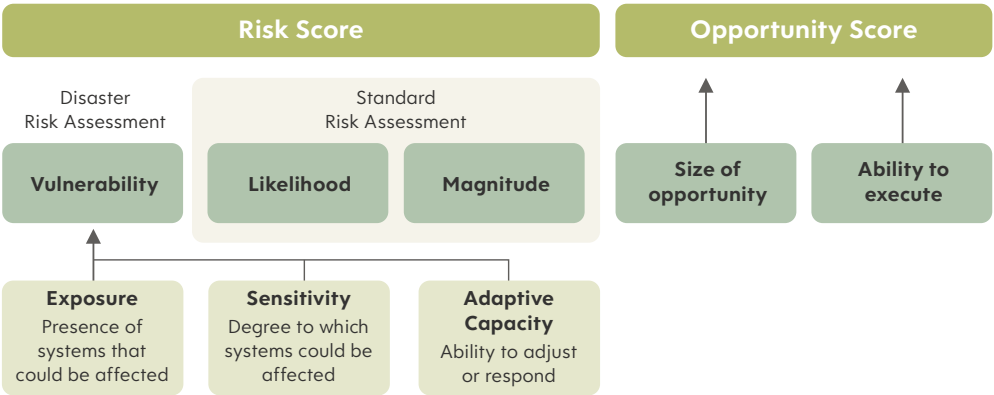 Risk Score
Opportunity Score
Disaster
Risk Assessment
Standard
Risk Assessment
Vulnerability
Likelihood
Magnitude
Size of
opportunity
Ability to
execute
Exposure
Presence of
systems that
could be affected
Sensitivity
Degree to which
systems could be
affected
Adaptive
Capacity
Ability to adjust
or respond